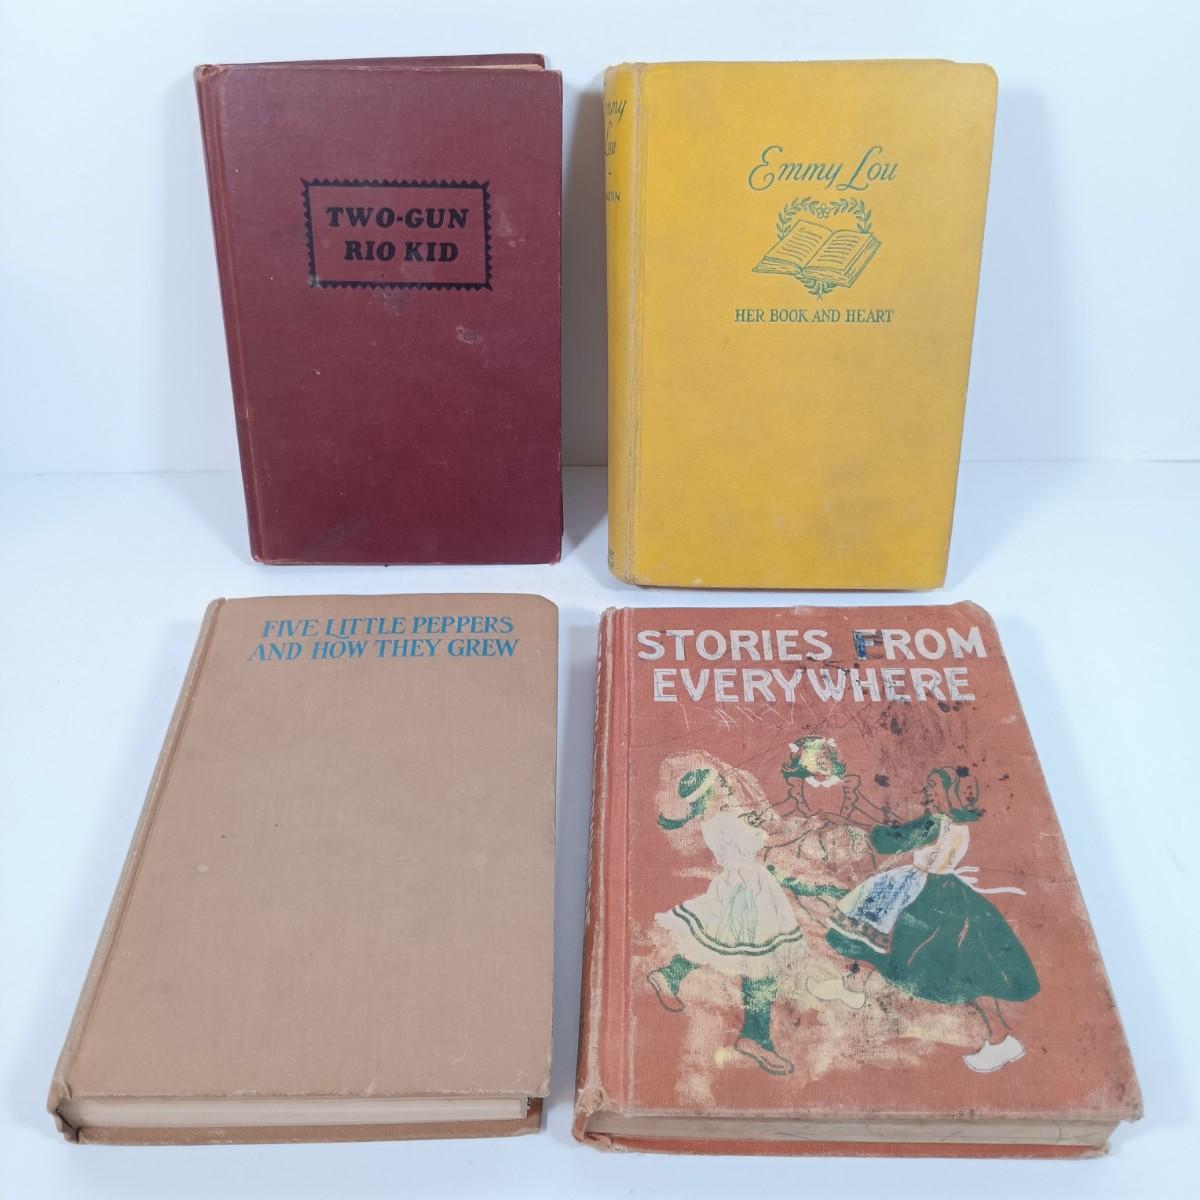 TWO-GUN
RIO KID
Lou
Emmy Lou
HER BOOK AND HEART
FIVE LITTLE PEPPERS
AND HOW THEY GREW
STORIES FROM
EVERYWHERE